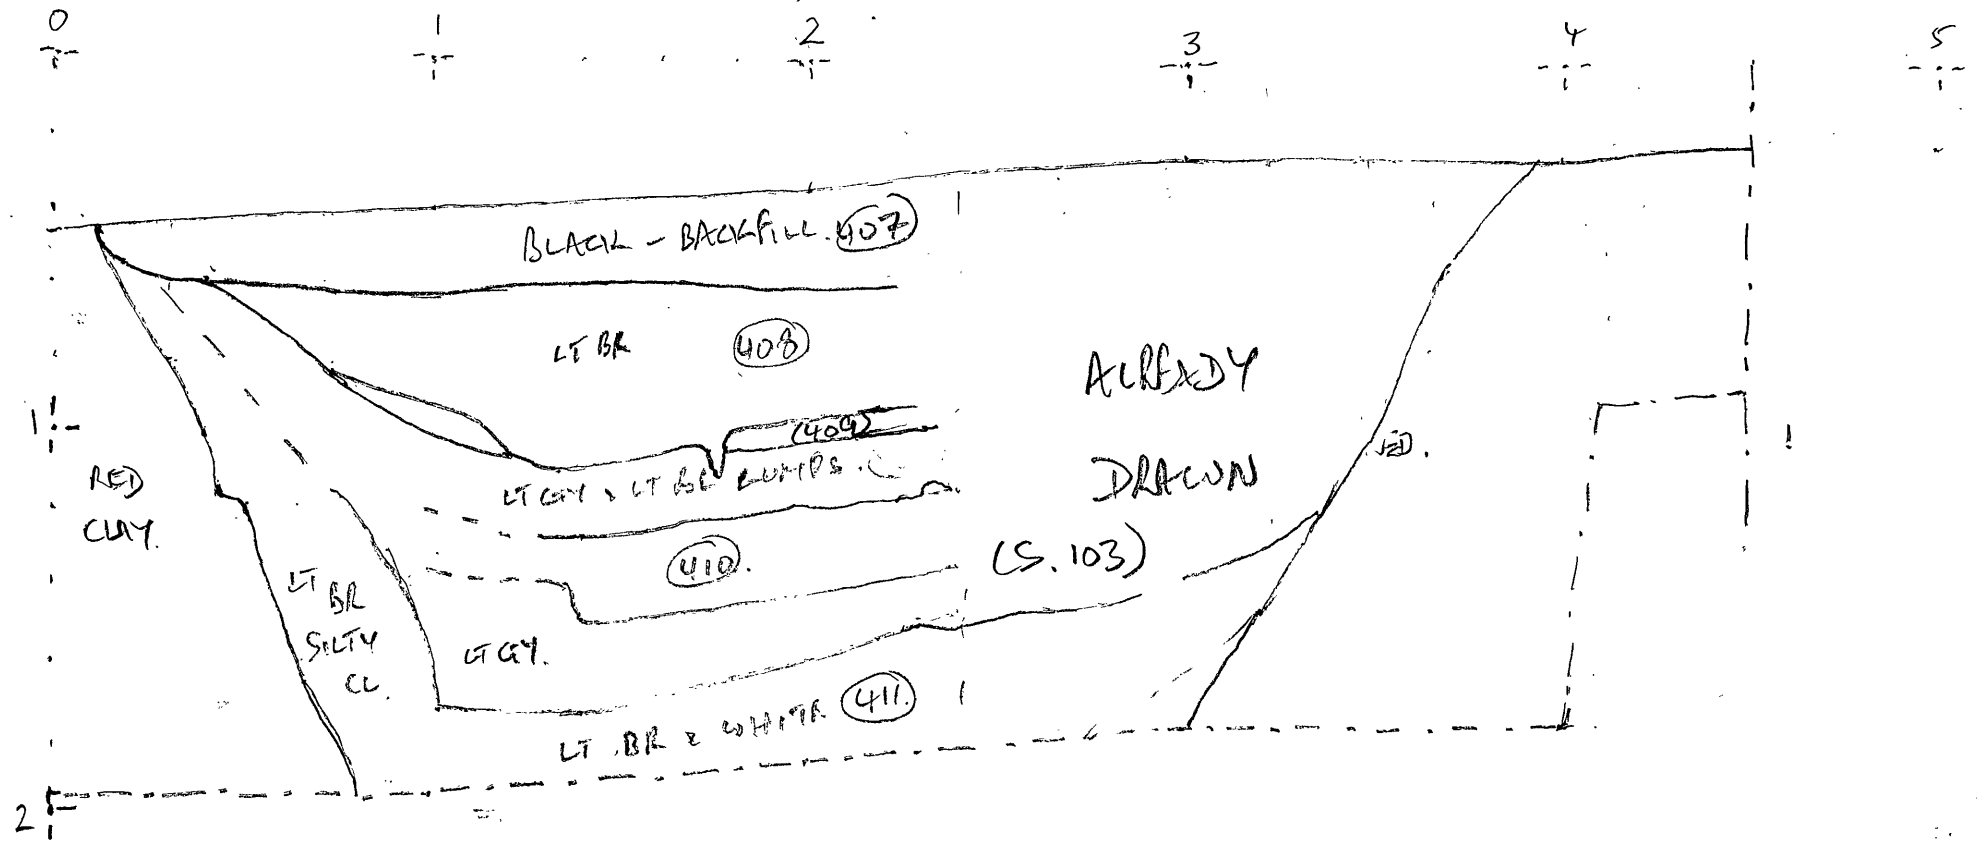 0 1 2 3 4 5
BLACK - BACKFILL. 407
LT BR 408
ALREADY
DRAWN
(S. 103)
1
(409)
LT GY & LT BR LUMPS.
RED
CLAY.
410.
LT
BR
SILTY
CL.
LT GY.
LT BR & WHITE 411.
2